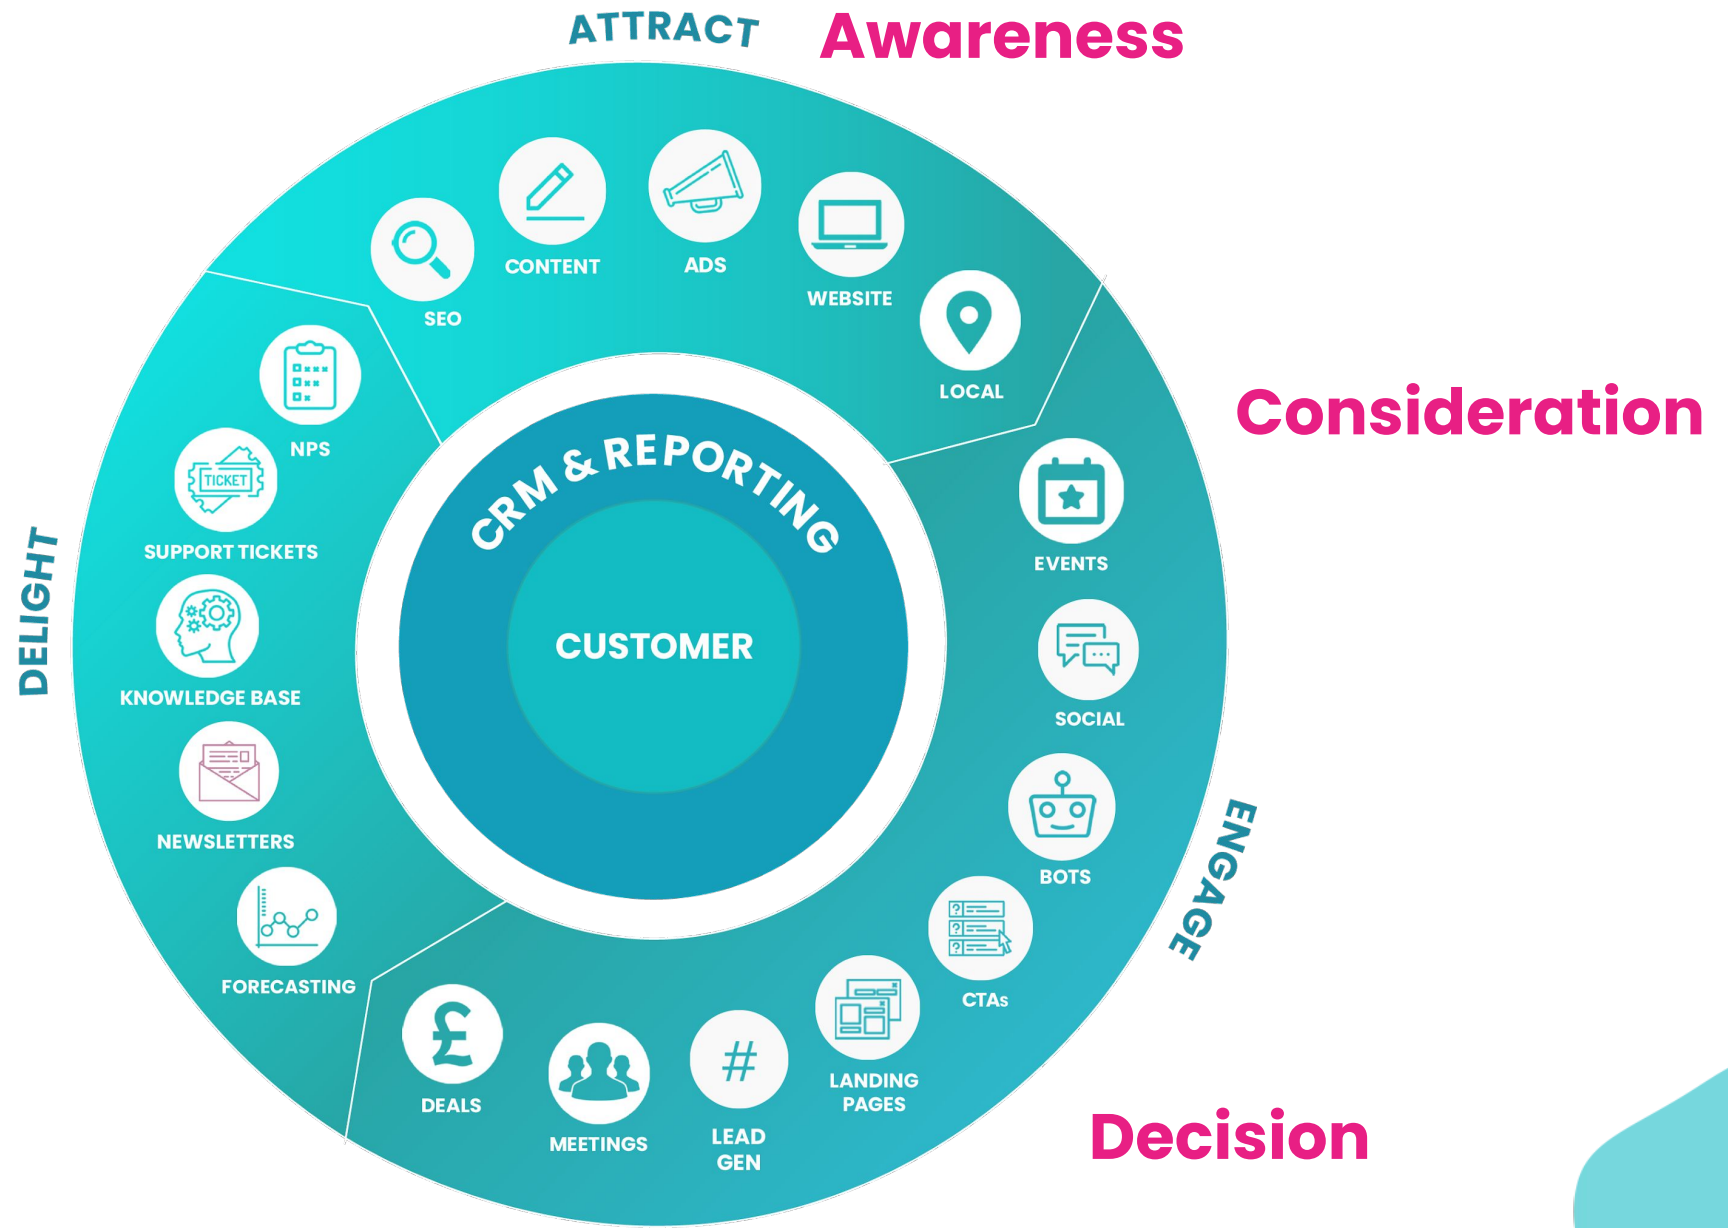 ATTRACT
Awareness
SEO
CONTENT
ADS
WEBSITE
LOCAL
Consideration
EVENTS
SOCIAL
BOTS
ENGAGE
CTAs
LANDING
PAGES
LEAD
GEN
MEETINGS
DEALS
Decision
DELIGHT
NPS
TICKET
SUPPORT TICKETS
KNOWLEDGE BASE
NEWSLETTERS
FORECASTING
CRM & REPORTING
CUSTOMER
£
#
?
?
?